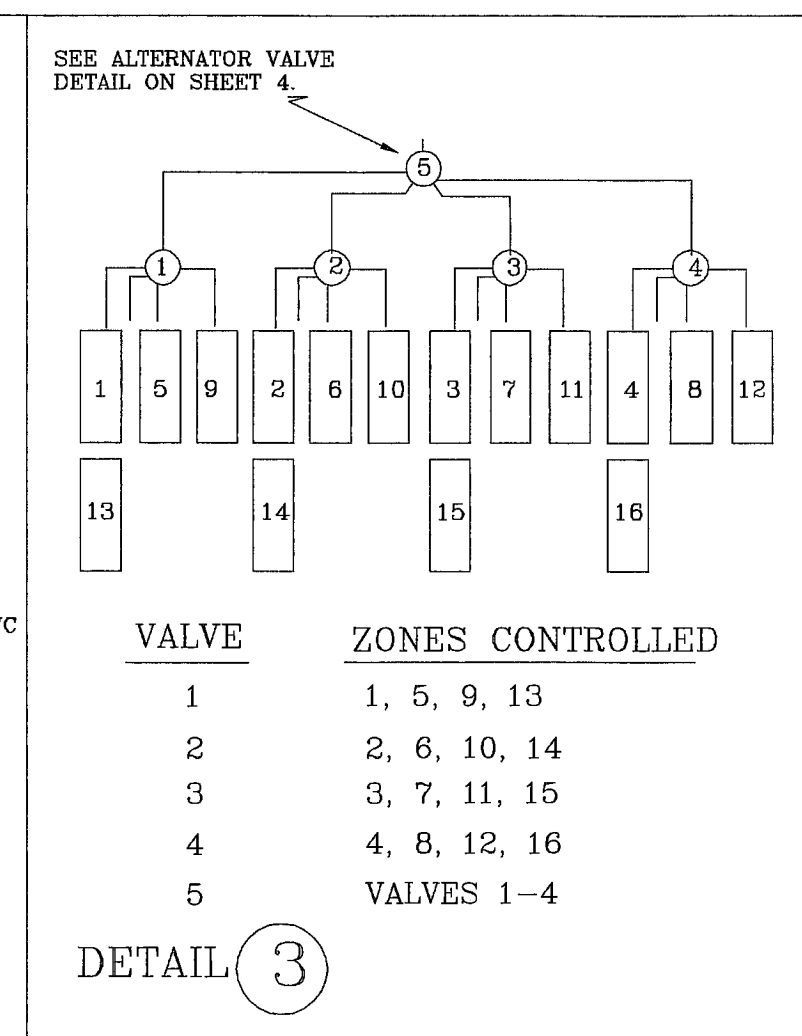 SEE ALTERNATOR VALVE
DETAIL ON SHEET 4.
5
1 2 3 4
1 5 9 2 6 10 3 7 11 4 8 12
13 14 15 16
VC
VALVE ZONES CONTROLLED
1 1, 5, 9, 13
2 2, 6, 10, 14
3 3, 7, 11, 15
4 4, 8, 12, 16
5 VALVES 1-4
DETAIL 3